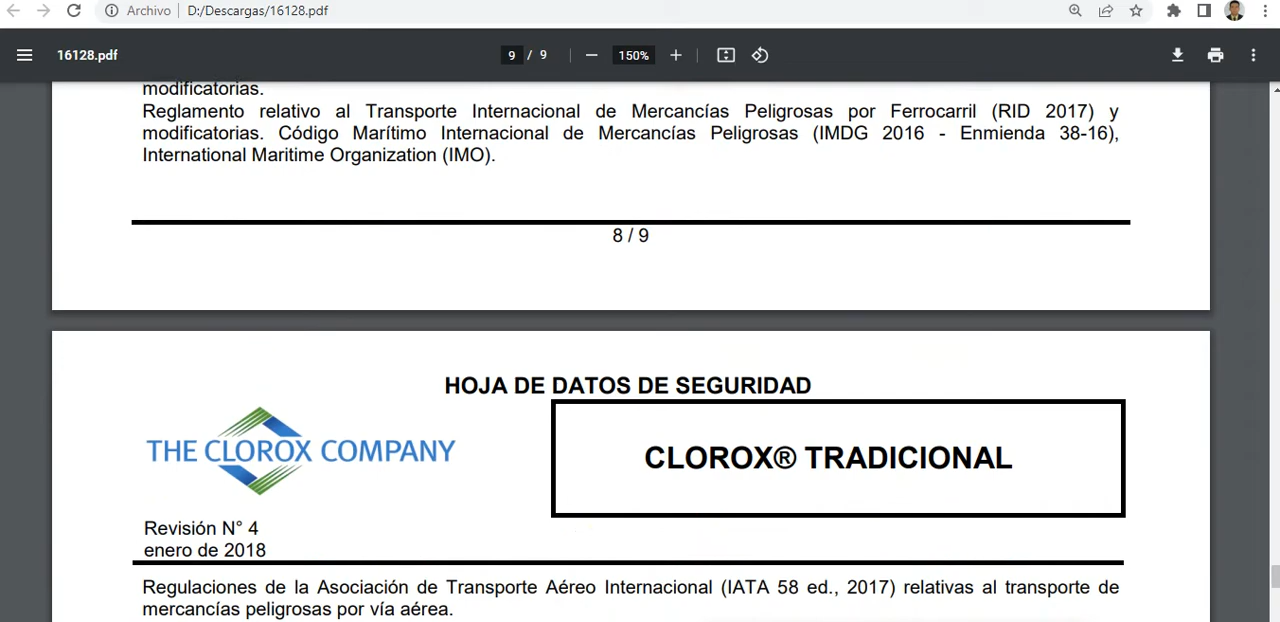 Archivo | D:/Descargas/16128.pdf
16128.pdf
9 / 9
150%
modificatorias.
Reglamento relativo al Transporte Internacional de Mercancías Peligrosas por Ferrocarril (RID 2017) y
modificatorias. Código Marítimo Internacional de Mercancías Peligrosas (IMDG 2016 - Enmienda 38-16),
International Maritime Organization (IMO).
8 / 9
HOJA DE DATOS DE SEGURIDAD
THE CLOROX COMPANY
CLOROX® TRADICIONAL
Revisión N° 4
enero de 2018
Regulaciones de la Asociación de Transporte Aéreo Internacional (IATA 58 ed., 2017) relativas al transporte de
mercancías peligrosas por vía aérea.